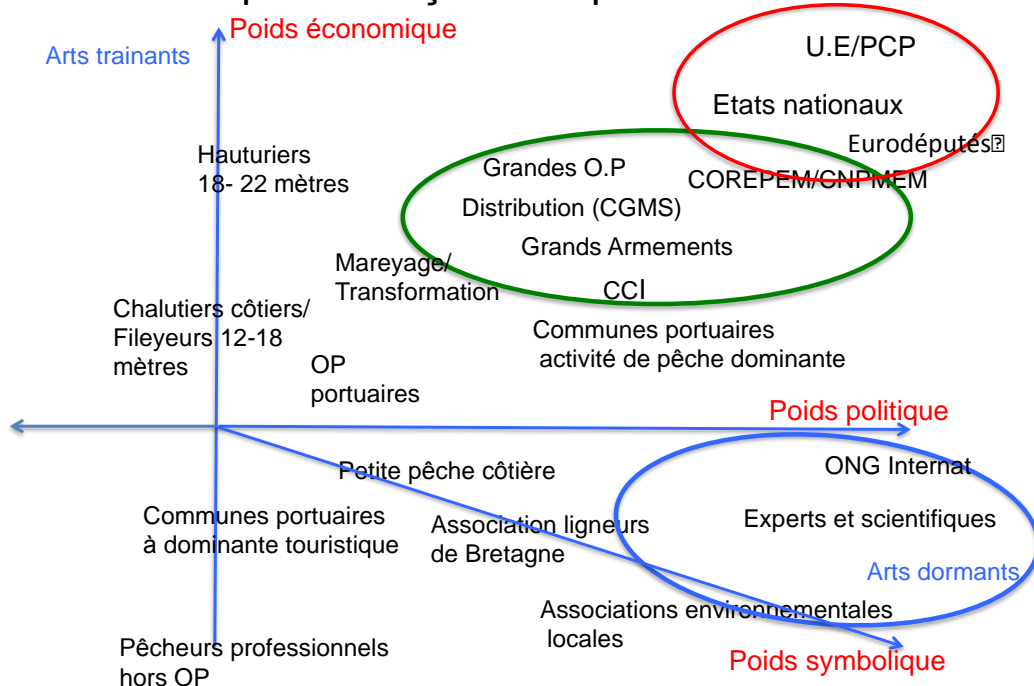 Poids économique
Arts trainants
U.E/PCP
Etats nationaux
Eurodéputés
Hauturiers
18- 22 mètres
Grandes O.P
COREPEM/CNPMEM
Distribution (CGMS)
Grands Armements
Mareyage/
Transformation
CCI
Chalutiers côtiers/
Fileyeurs 12-18
mètres
Communes portuaires
activité de pêche dominante
OP
portuaires
Poids politique
Petite pêche côtière
ONG Internat
Communes portuaires
à dominante touristique
Association ligneurs
de Bretagne
Experts et scientifiques
Arts dormants
Associations environnementales
locales
Pêcheurs professionnels
hors OP
Poids symbolique